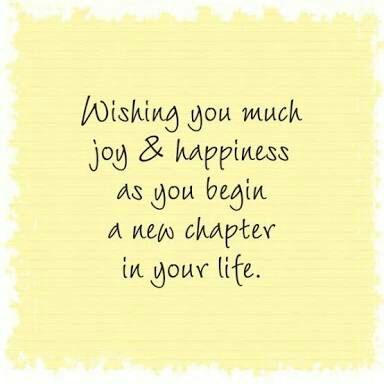 Wishing you much
joy & happiness
as you begin
a new chapter
in your life.